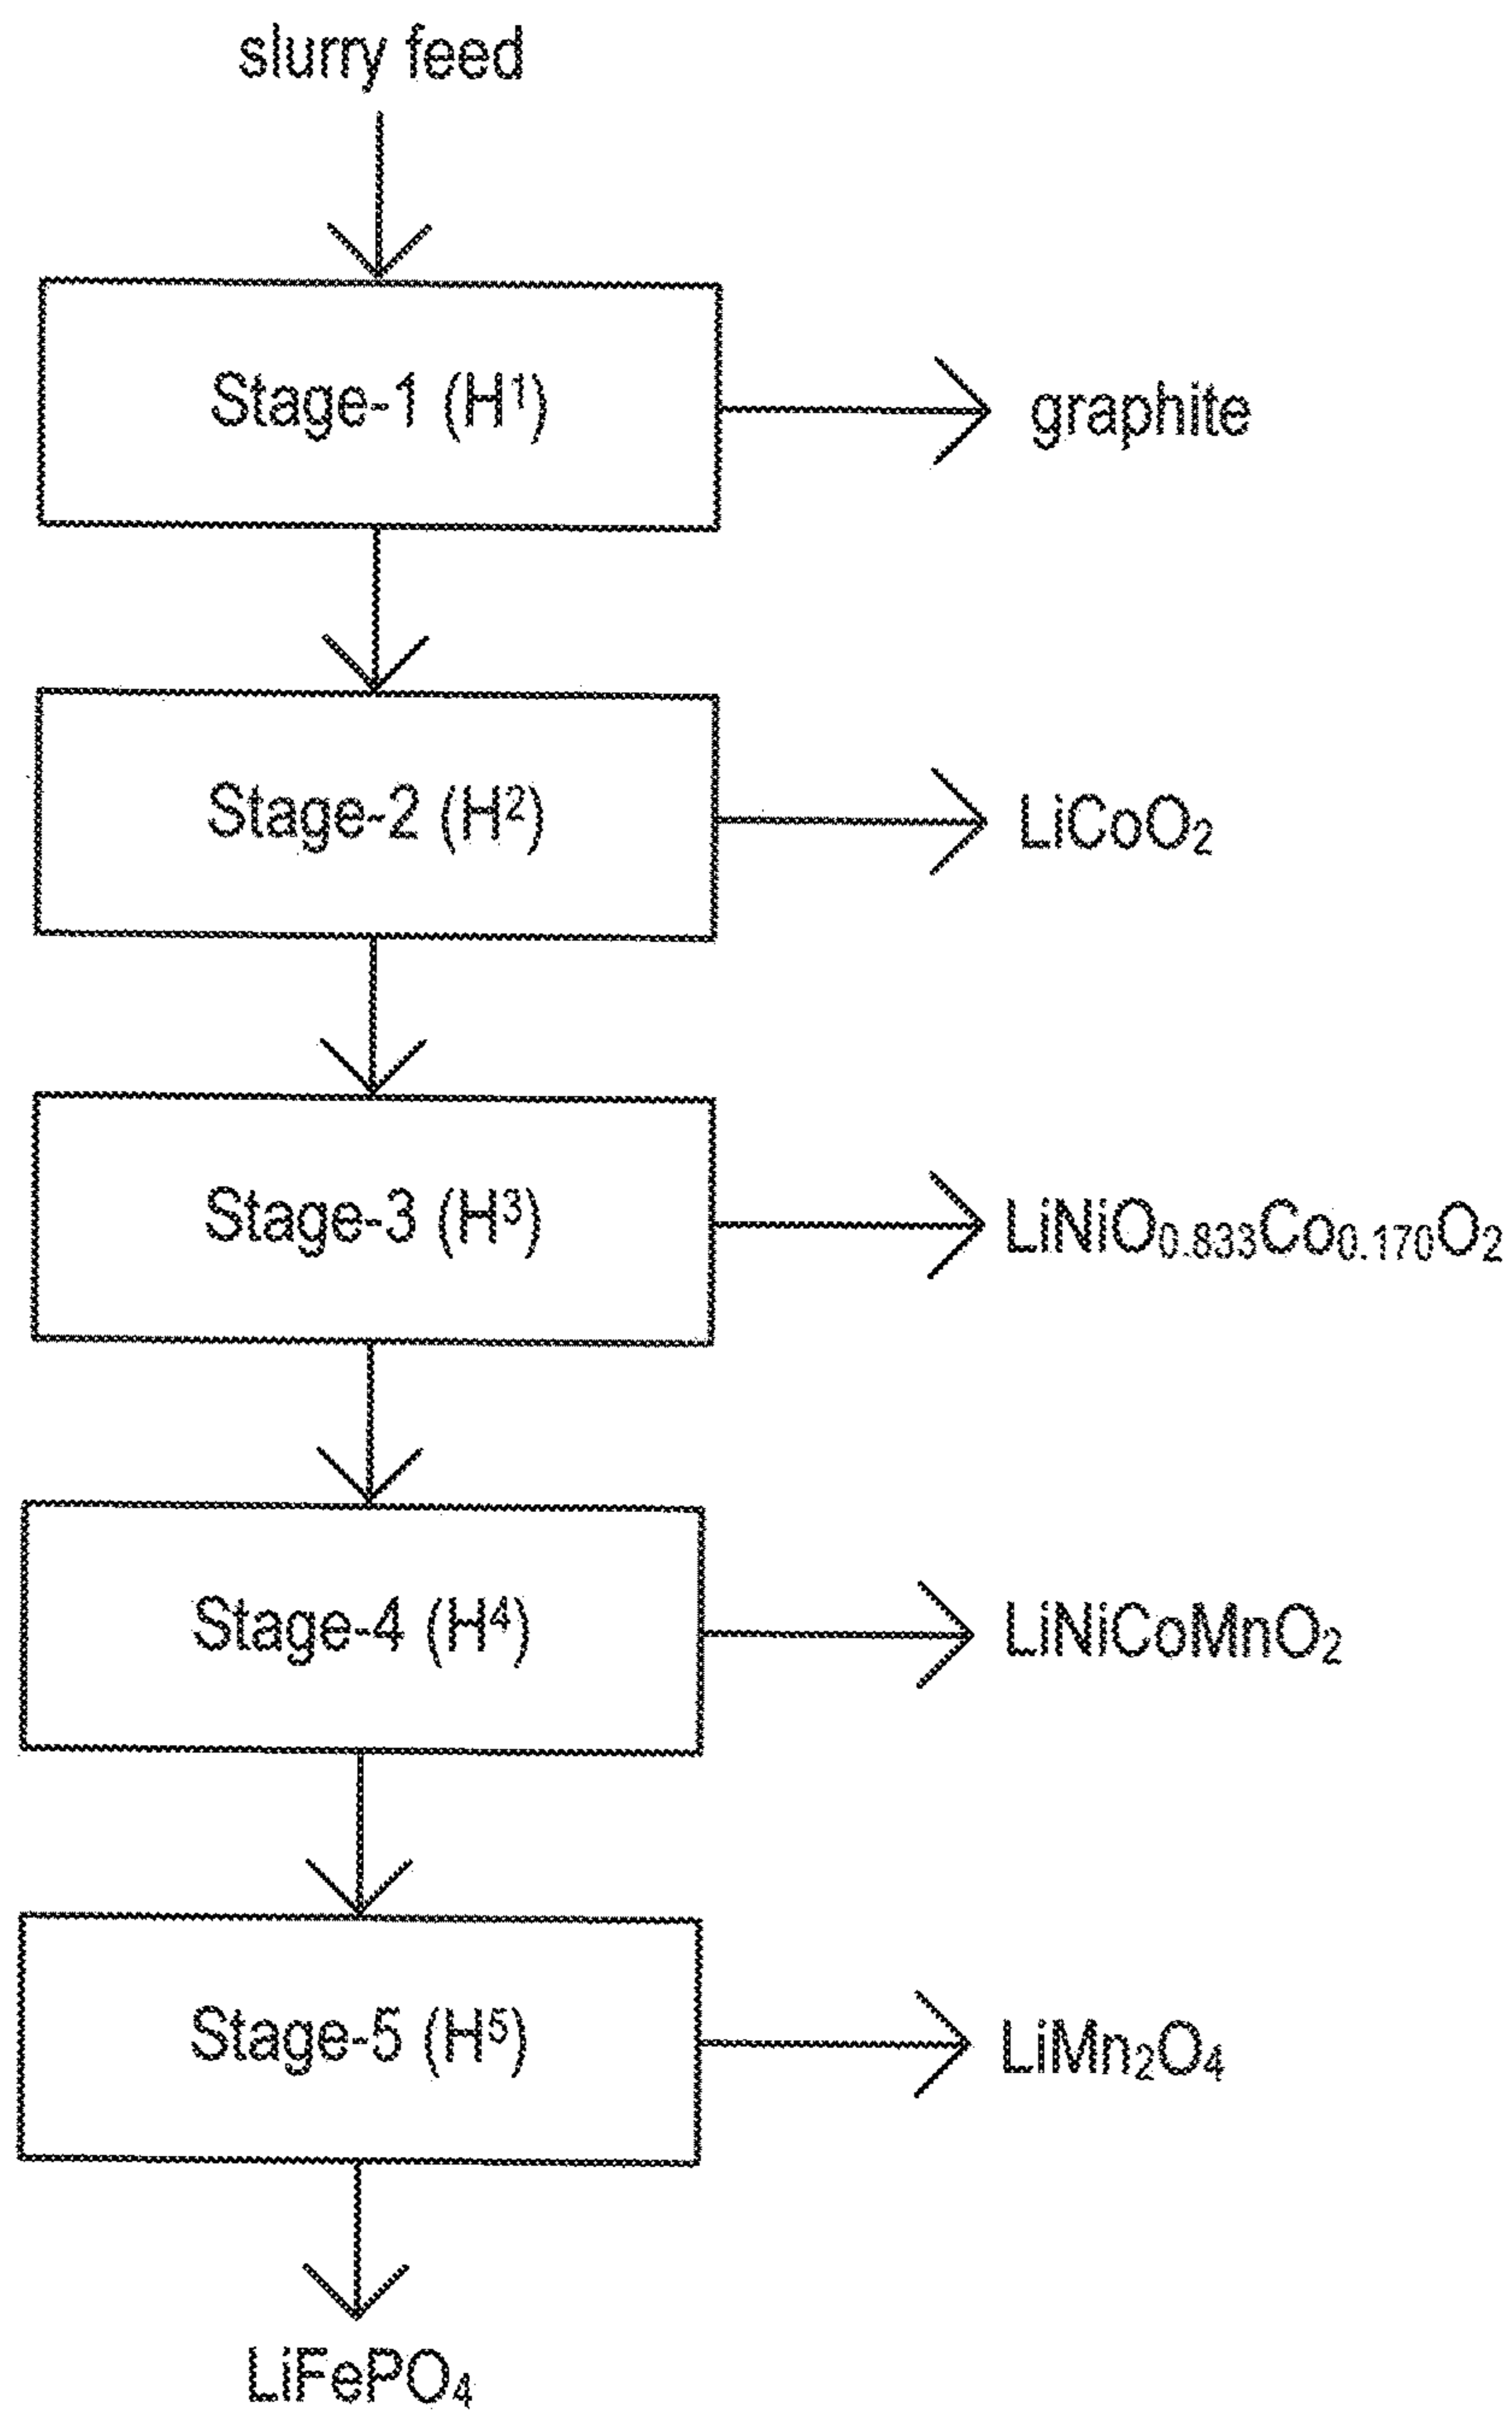 slurry feed
Stage-1 (H¹)
graphite
Stage-2 (H²)
LiCoO₂
Stage-3 (H³)
LiNiO₀.₈₃₃Co₀.₁₇₀O₂
Stage-4 (H⁴)
LiNiCoMnO₂
Stage-5 (H⁵)
LiMn₂O₄
LiFePO₄